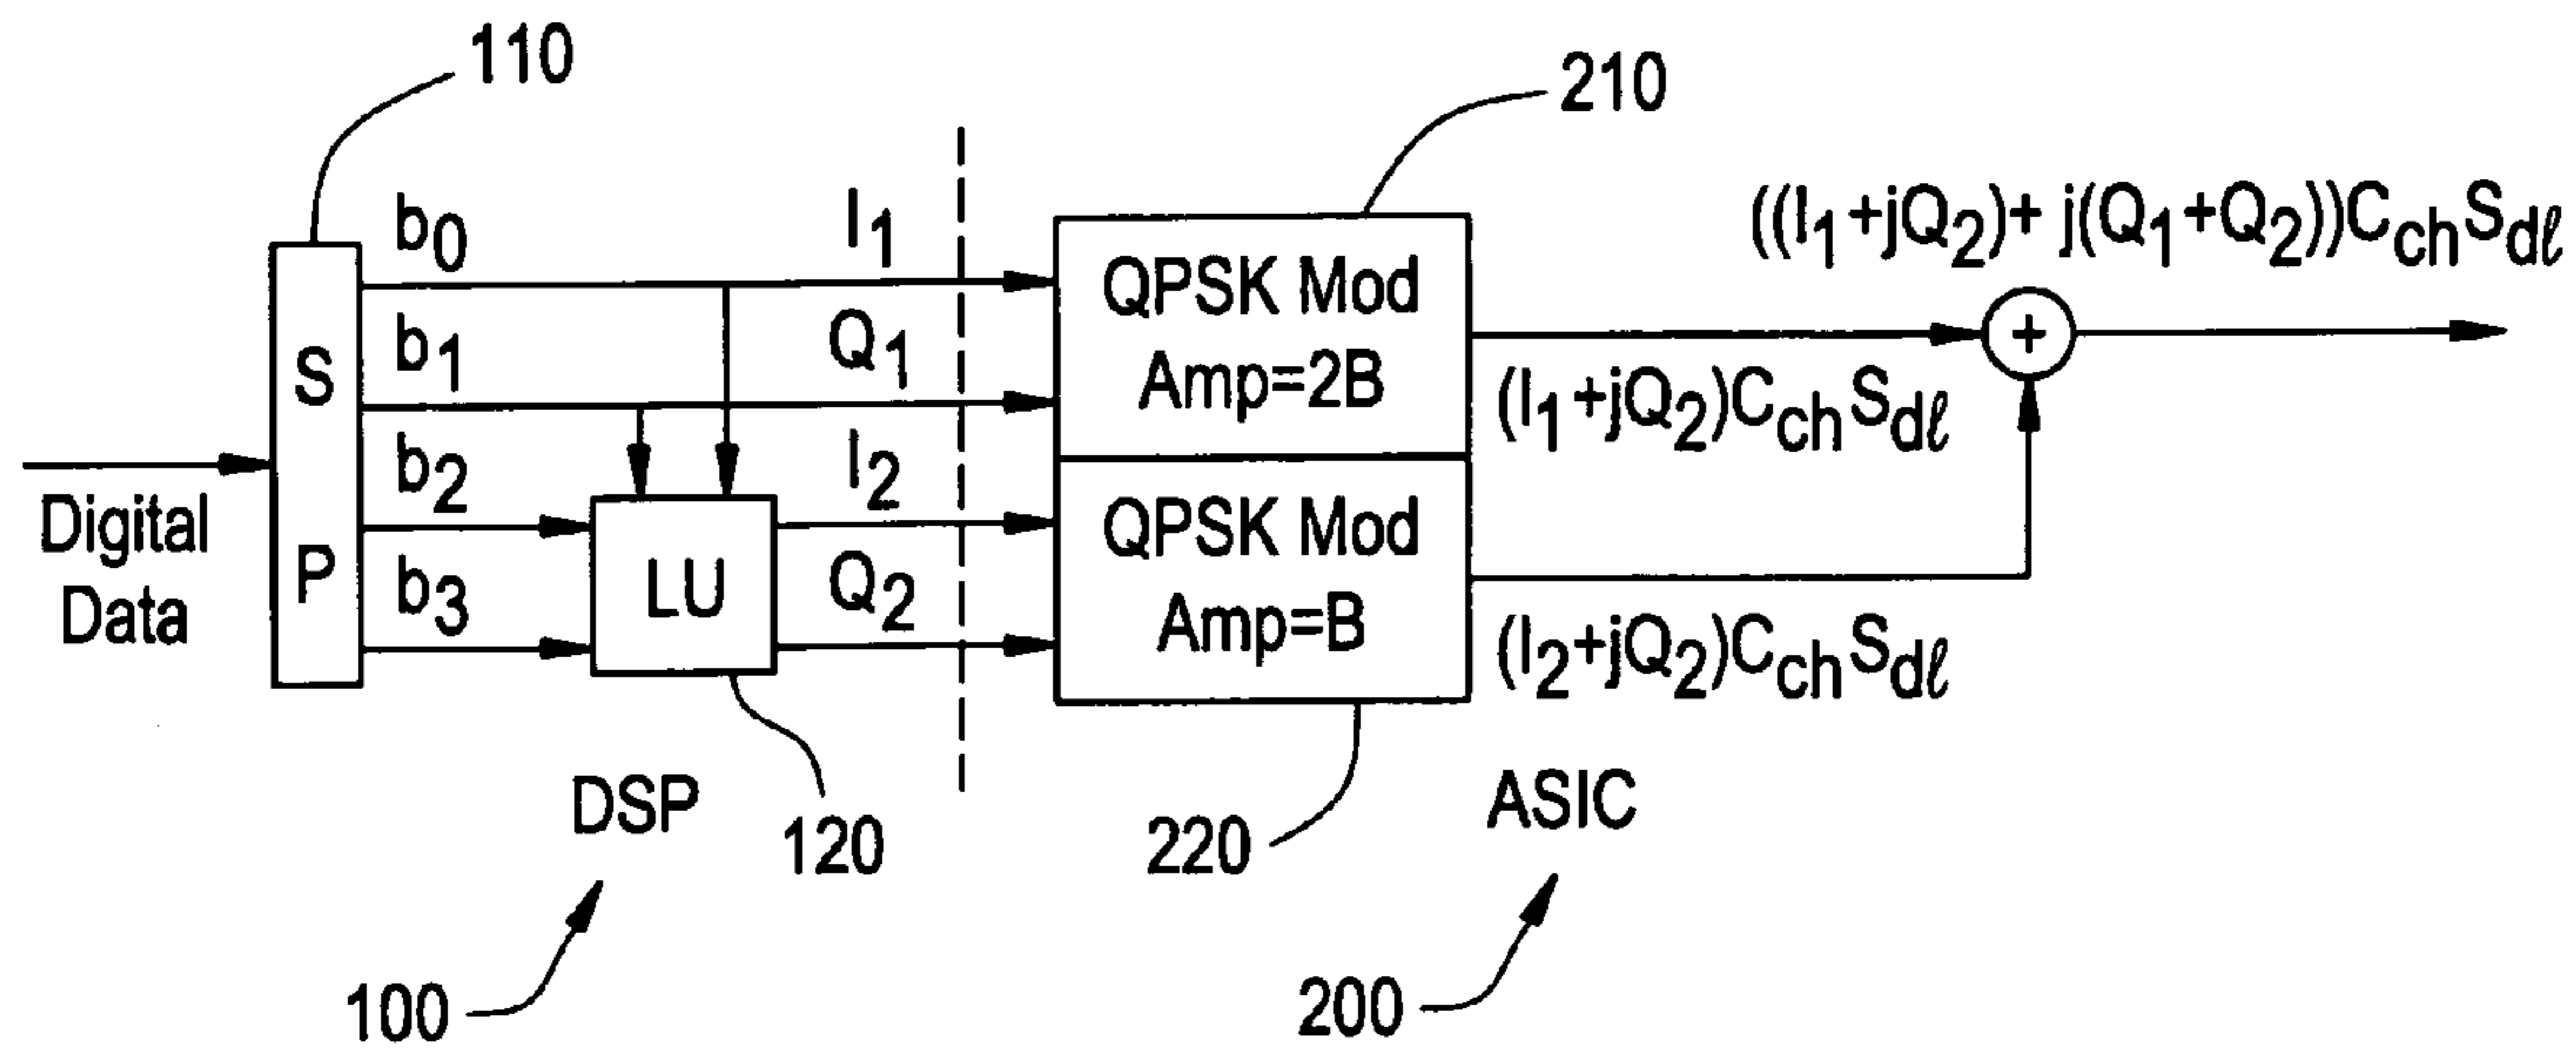 110
210
b0
I1
((I1+jQ2)+ j(Q1+Q2))CchSdℓ
S
P
b1
Q1
QPSK Mod
Amp=2B
+
(I1+jQ2)CchSdℓ
b2
I2
Digital
Data
LU
b3
Q2
QPSK Mod
Amp=B
(I2+jQ2)CchSdℓ
DSP
120
220
ASIC
100
200